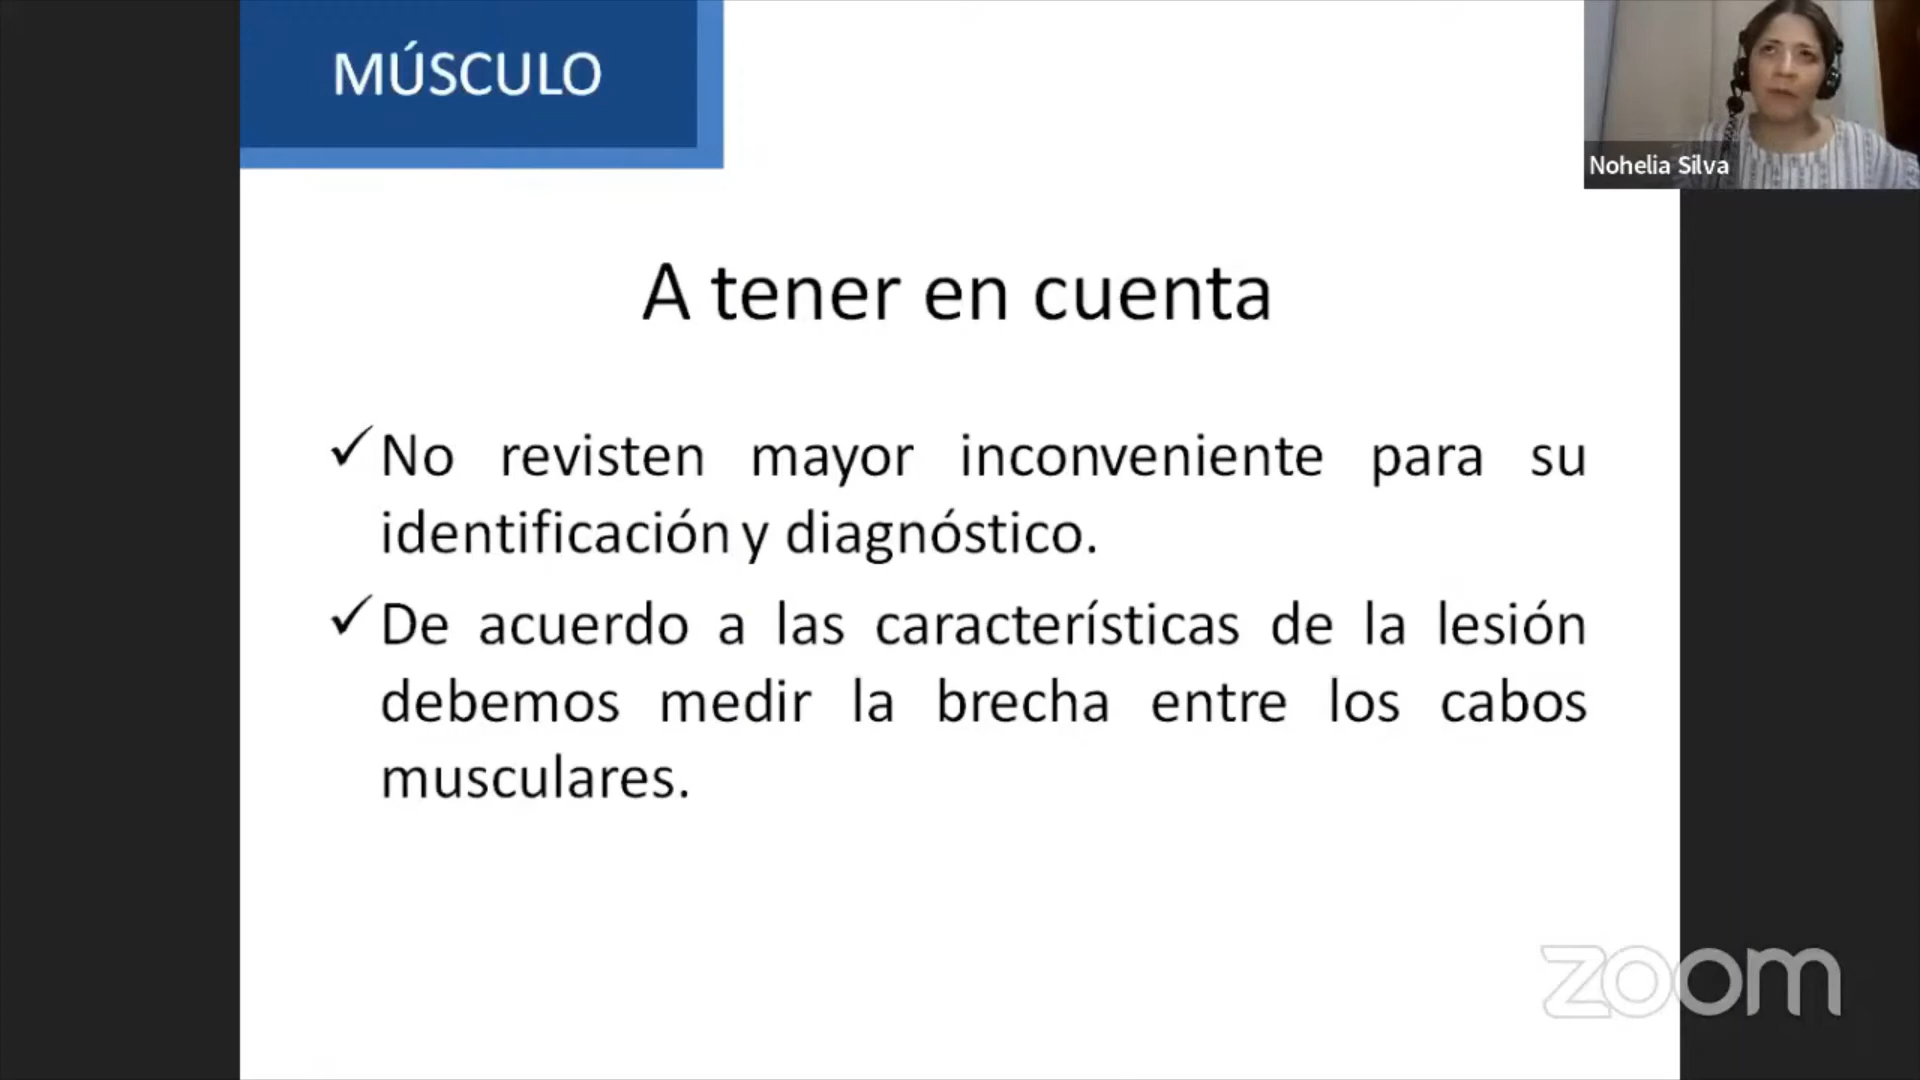 MÚSCULO
Nohelia Silva
A tener en cuenta
✓No revisten mayor inconveniente para su
identificación y diagnóstico.
✓De acuerdo a las características de la lesión
debemos medir la brecha entre los cabos
musculares.
zoom